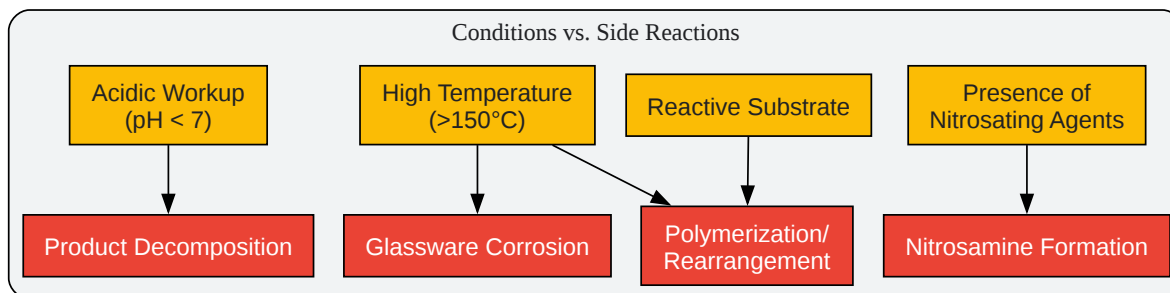 Conditions vs. Side Reactions
Acidic Workup
(pH < 7)
High Temperature
(>150°C)
Reactive Substrate
Presence of
Nitrosating Agents
Product Decomposition
Glassware Corrosion
Polymerization/
Rearrangement
Nitrosamine Formation